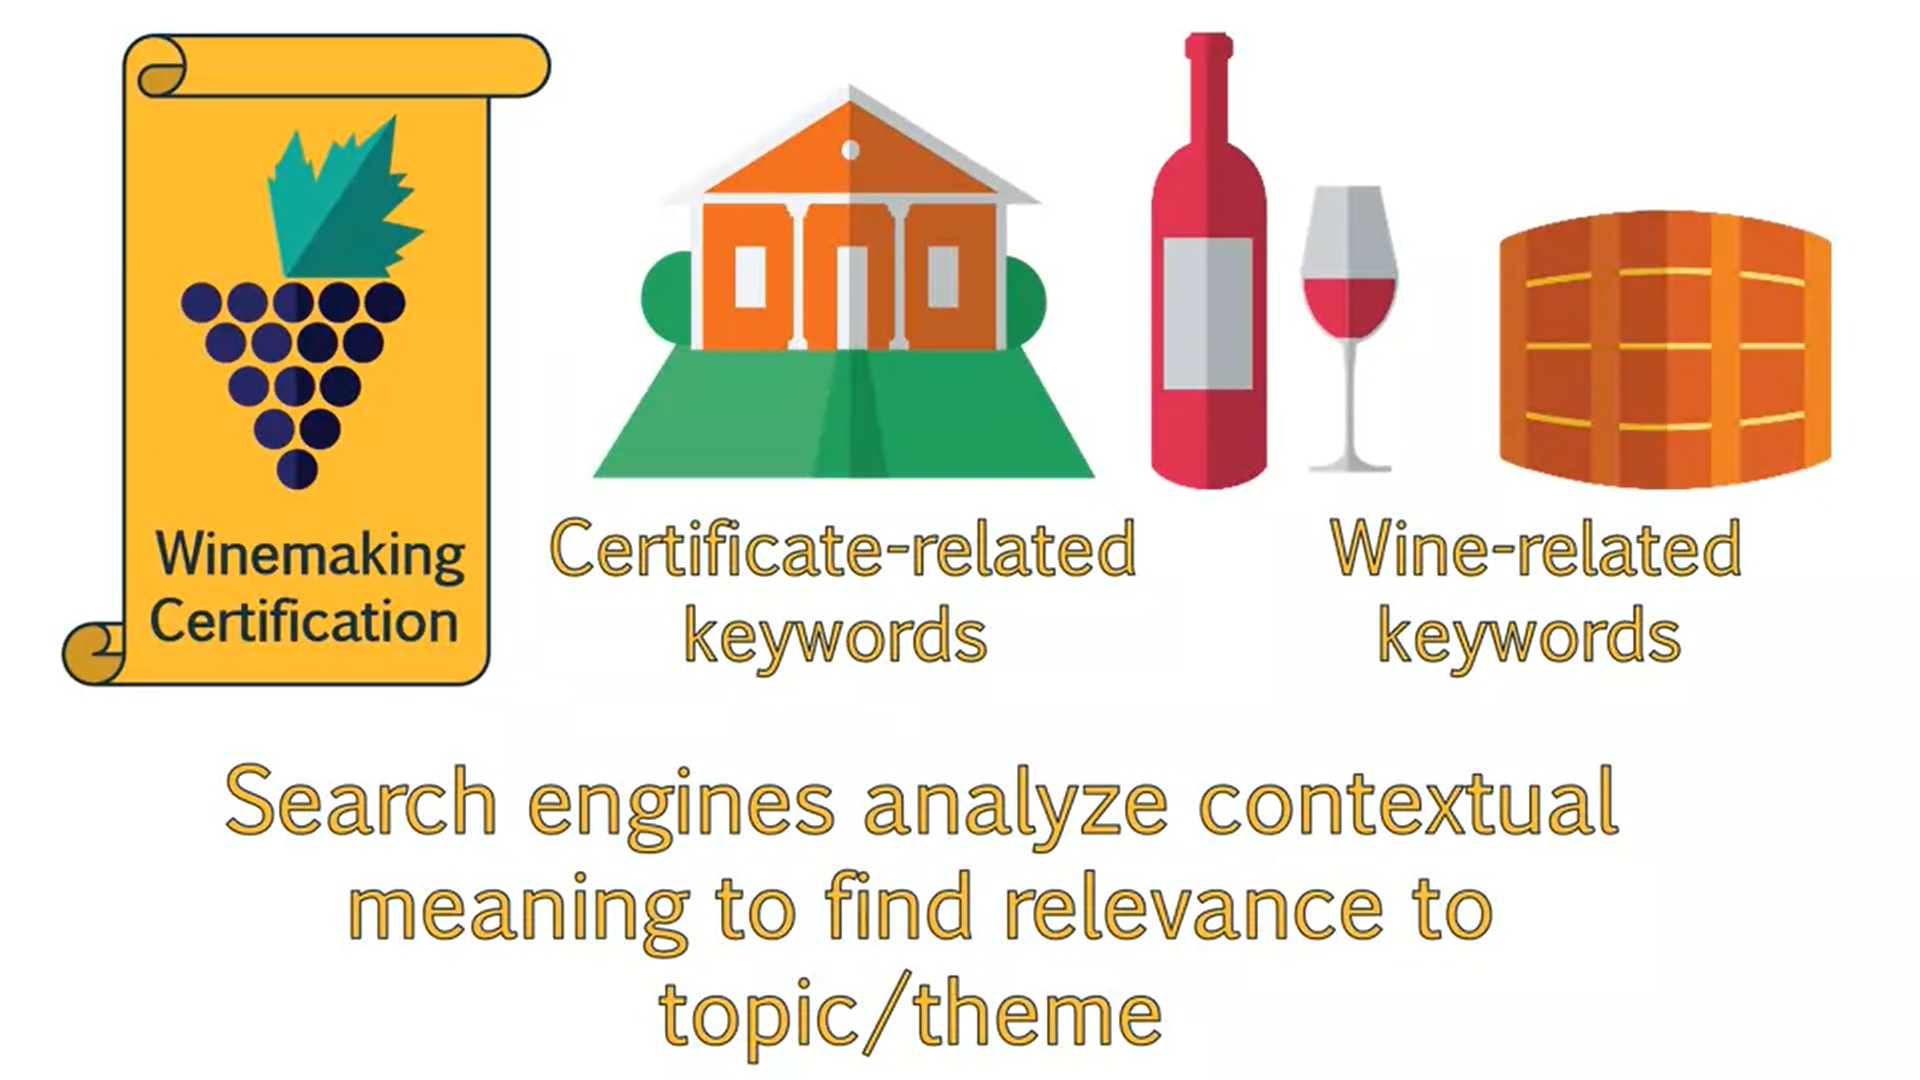 Winemaking
Certification
Certificate-related
keywords
Wine-related
keywords
Search engines analyze contextual
meaning to find relevance to
topic/theme